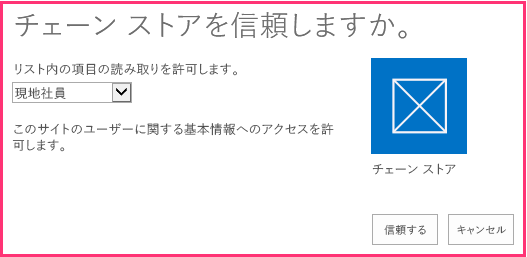 チェーン ストアを信頼しますか。
リスト内の項目の読み取りを許可します。
現地社員
このサイトのユーザーに関する基本情報へのアクセスを許
可します。
チェーン ストア
信頼する
キャンセル